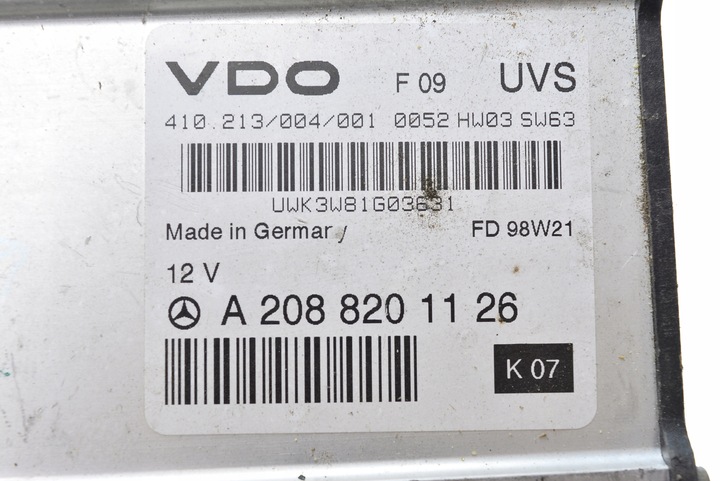 VDO F 09 UVS
410.213/004/001 0052 HW03 SW63
UWK3W81G03631
Made in Germany FD 98W21
12 V
A 208 820 11 26
K 07